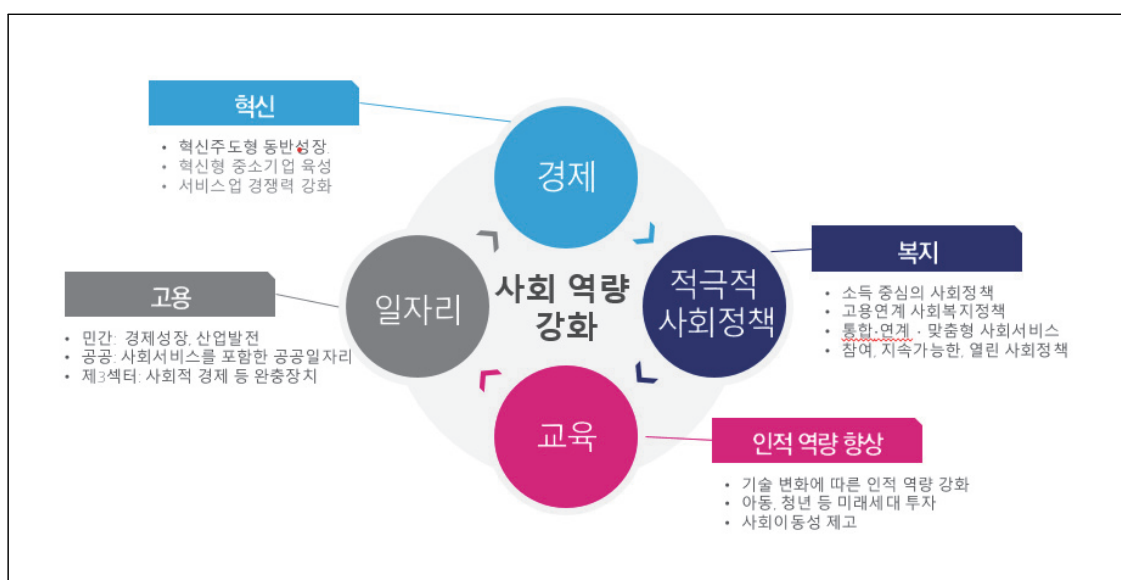 혁신
• 혁신주도형 동반성장.
• 혁신형 중소기업 육성
• 서비스업 경쟁력 강화
경제
고용
• 민간: 경제성장, 산업발전
• 공공: 사회서비스를 포함한 공공일자리
• 제3섹터: 사회적 경제 등 완충장치
일자리
사회 역량
강화
적극적
사회정책
복지
• 소득 중심의 사회정책
• 고용연계 사회복지정책
• 통합·연계 · 맞춤형 사회서비스
• 참여, 지속가능한, 열린 사회정책
교육
인적 역량 향상
• 기술 변화에 따른 인적 역량 강화
• 아동, 청년 등 미래세대 투자
• 사회이동성 제고